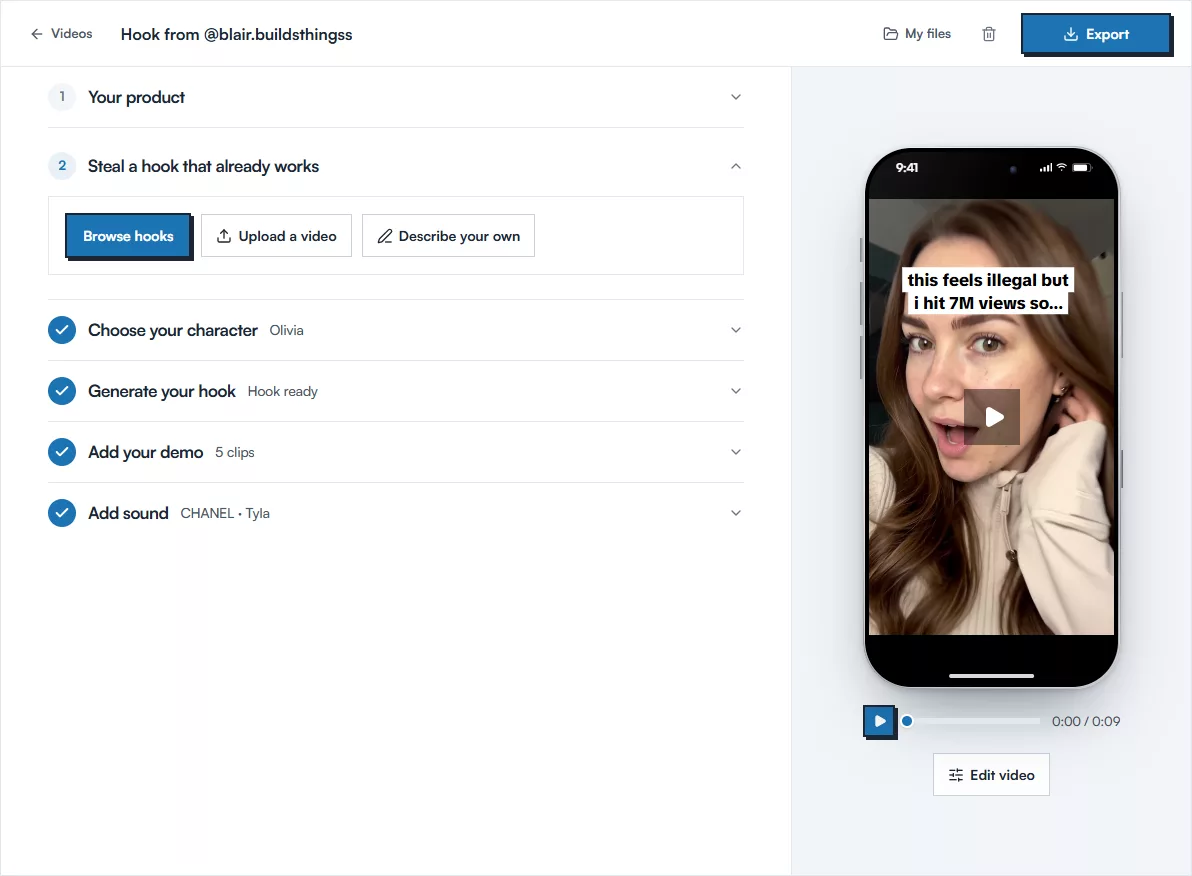 Videos
Hook from @blair.buildsthingss
My files
Export
1
Your product
2
Steal a hook that already works
Browse hooks
Upload a video
Describe your own
Choose your character
Olivia
Generate your hook
Hook ready
Add your demo
5 clips
Add sound
CHANEL · Tyla
9:41
this feels illegal but
i hit 7M views so...
0:00 / 0:09
Edit video